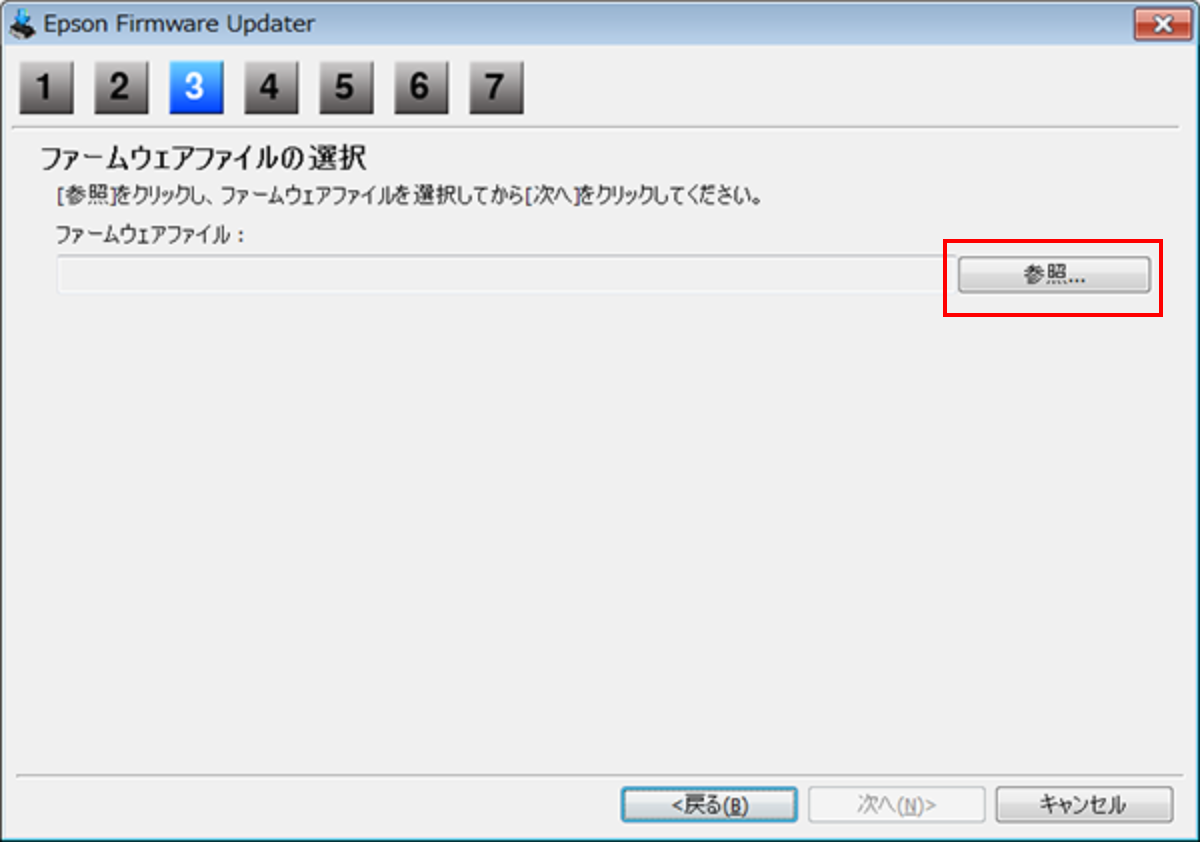 Epson Firmware Updater
1 2 3 4 5 6 7
ファームウェアファイルの選択
[参照]をクリックし、ファームウェアファイルを選択してから[次へ]をクリックしてください。
ファームウェアファイル：
参照...
<戻る(B) 次へ(N)> キャンセル